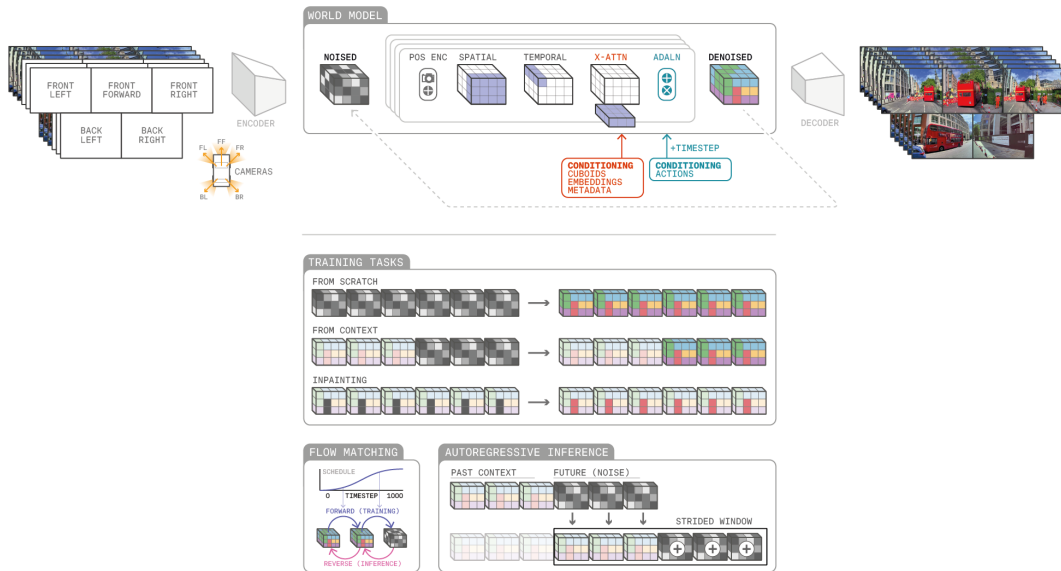 WORLD MODEL
NOISED
POS ENC
SPATIAL
TEMPORAL
X-ATTN
ADALN
DENOISED
FRONT LEFT
FRONT FORWARD
FRONT RIGHT
BACK LEFT
BACK RIGHT
ENCODER
DECODER
FF
FL
FR
CAMERAS
BL
BR
+TIMESTEP
CONDITIONING
CUBOIDS
EMBEDDINGS
METADATA
CONDITIONING
ACTIONS
TRAINING TASKS
FROM SCRATCH
FROM CONTEXT
INPAINTING
FLOW MATCHING
SCHEDULE
0 TIMESTEP 1000
FORWARD (TRAINING)
REVERSE (INFERENCE)
AUTOREGRESSIVE INFERENCE
PAST CONTEXT
FUTURE (NOISE)
STRIDED WINDOW